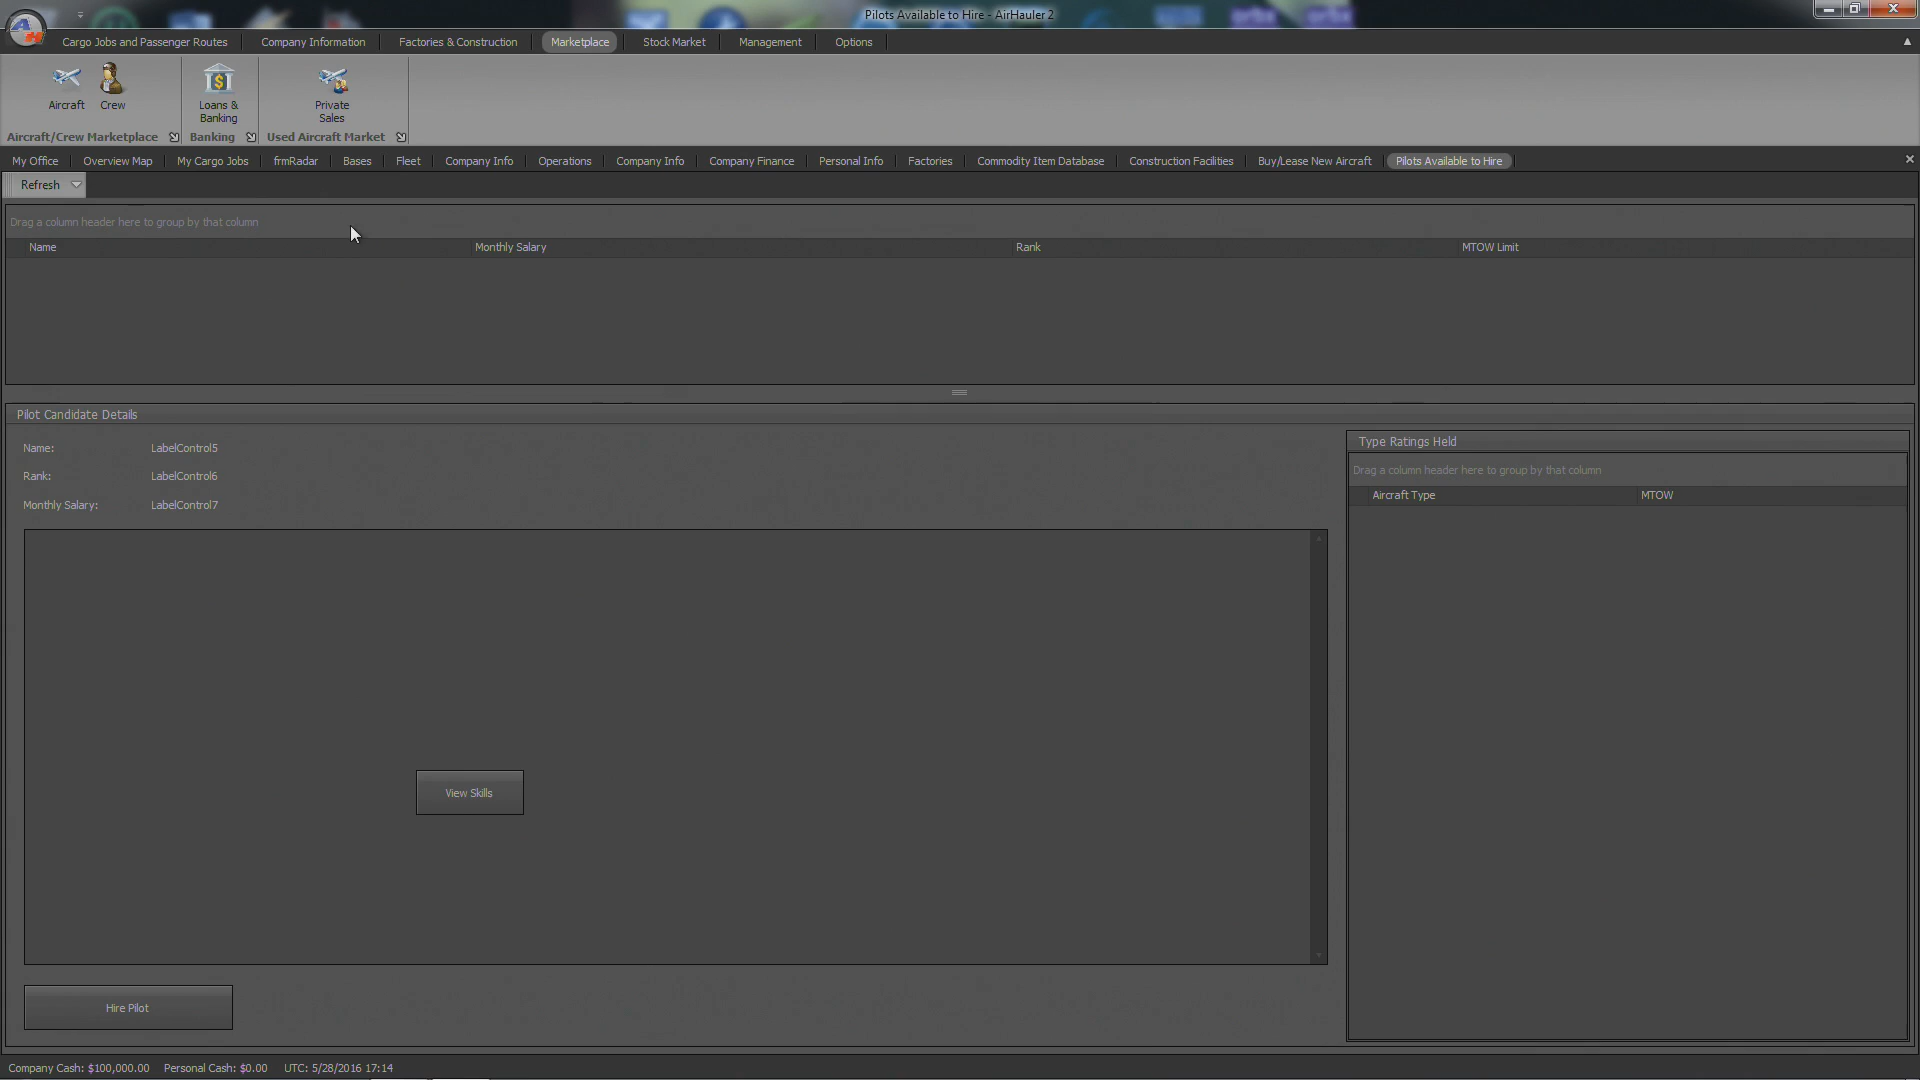 Pilots Available to Hire - AirHauler 2
Cargo Jobs and Passenger Routes Company Information Factories & Construction Marketplace Stock Market Management Options
Aircraft Crew Loans & Banking Private Sales
Aircraft/Crew Marketplace Banking Used Aircraft Market
My Office Overview Map My Cargo Jobs frmRadar Bases Fleet Company Info Operations Company Info Company Finance Personal Info Factories Commodity Item Database Construction Facilities Buy/Lease New Aircraft Pilots Available to Hire
Refresh
Drag a column header here to group by that column
Name Monthly Salary Rank MTOW Limit
Pilot Candidate Details
Name: LabelControl5
Rank: LabelControl6
Monthly Salary: LabelControl7
Type Ratings Held
Drag a column header here to group by that column
Aircraft Type MTOW
View Skills
Hire Pilot
Company Cash: $100,000.00 Personal Cash: $0.00 UTC: 5/28/2016 17:14